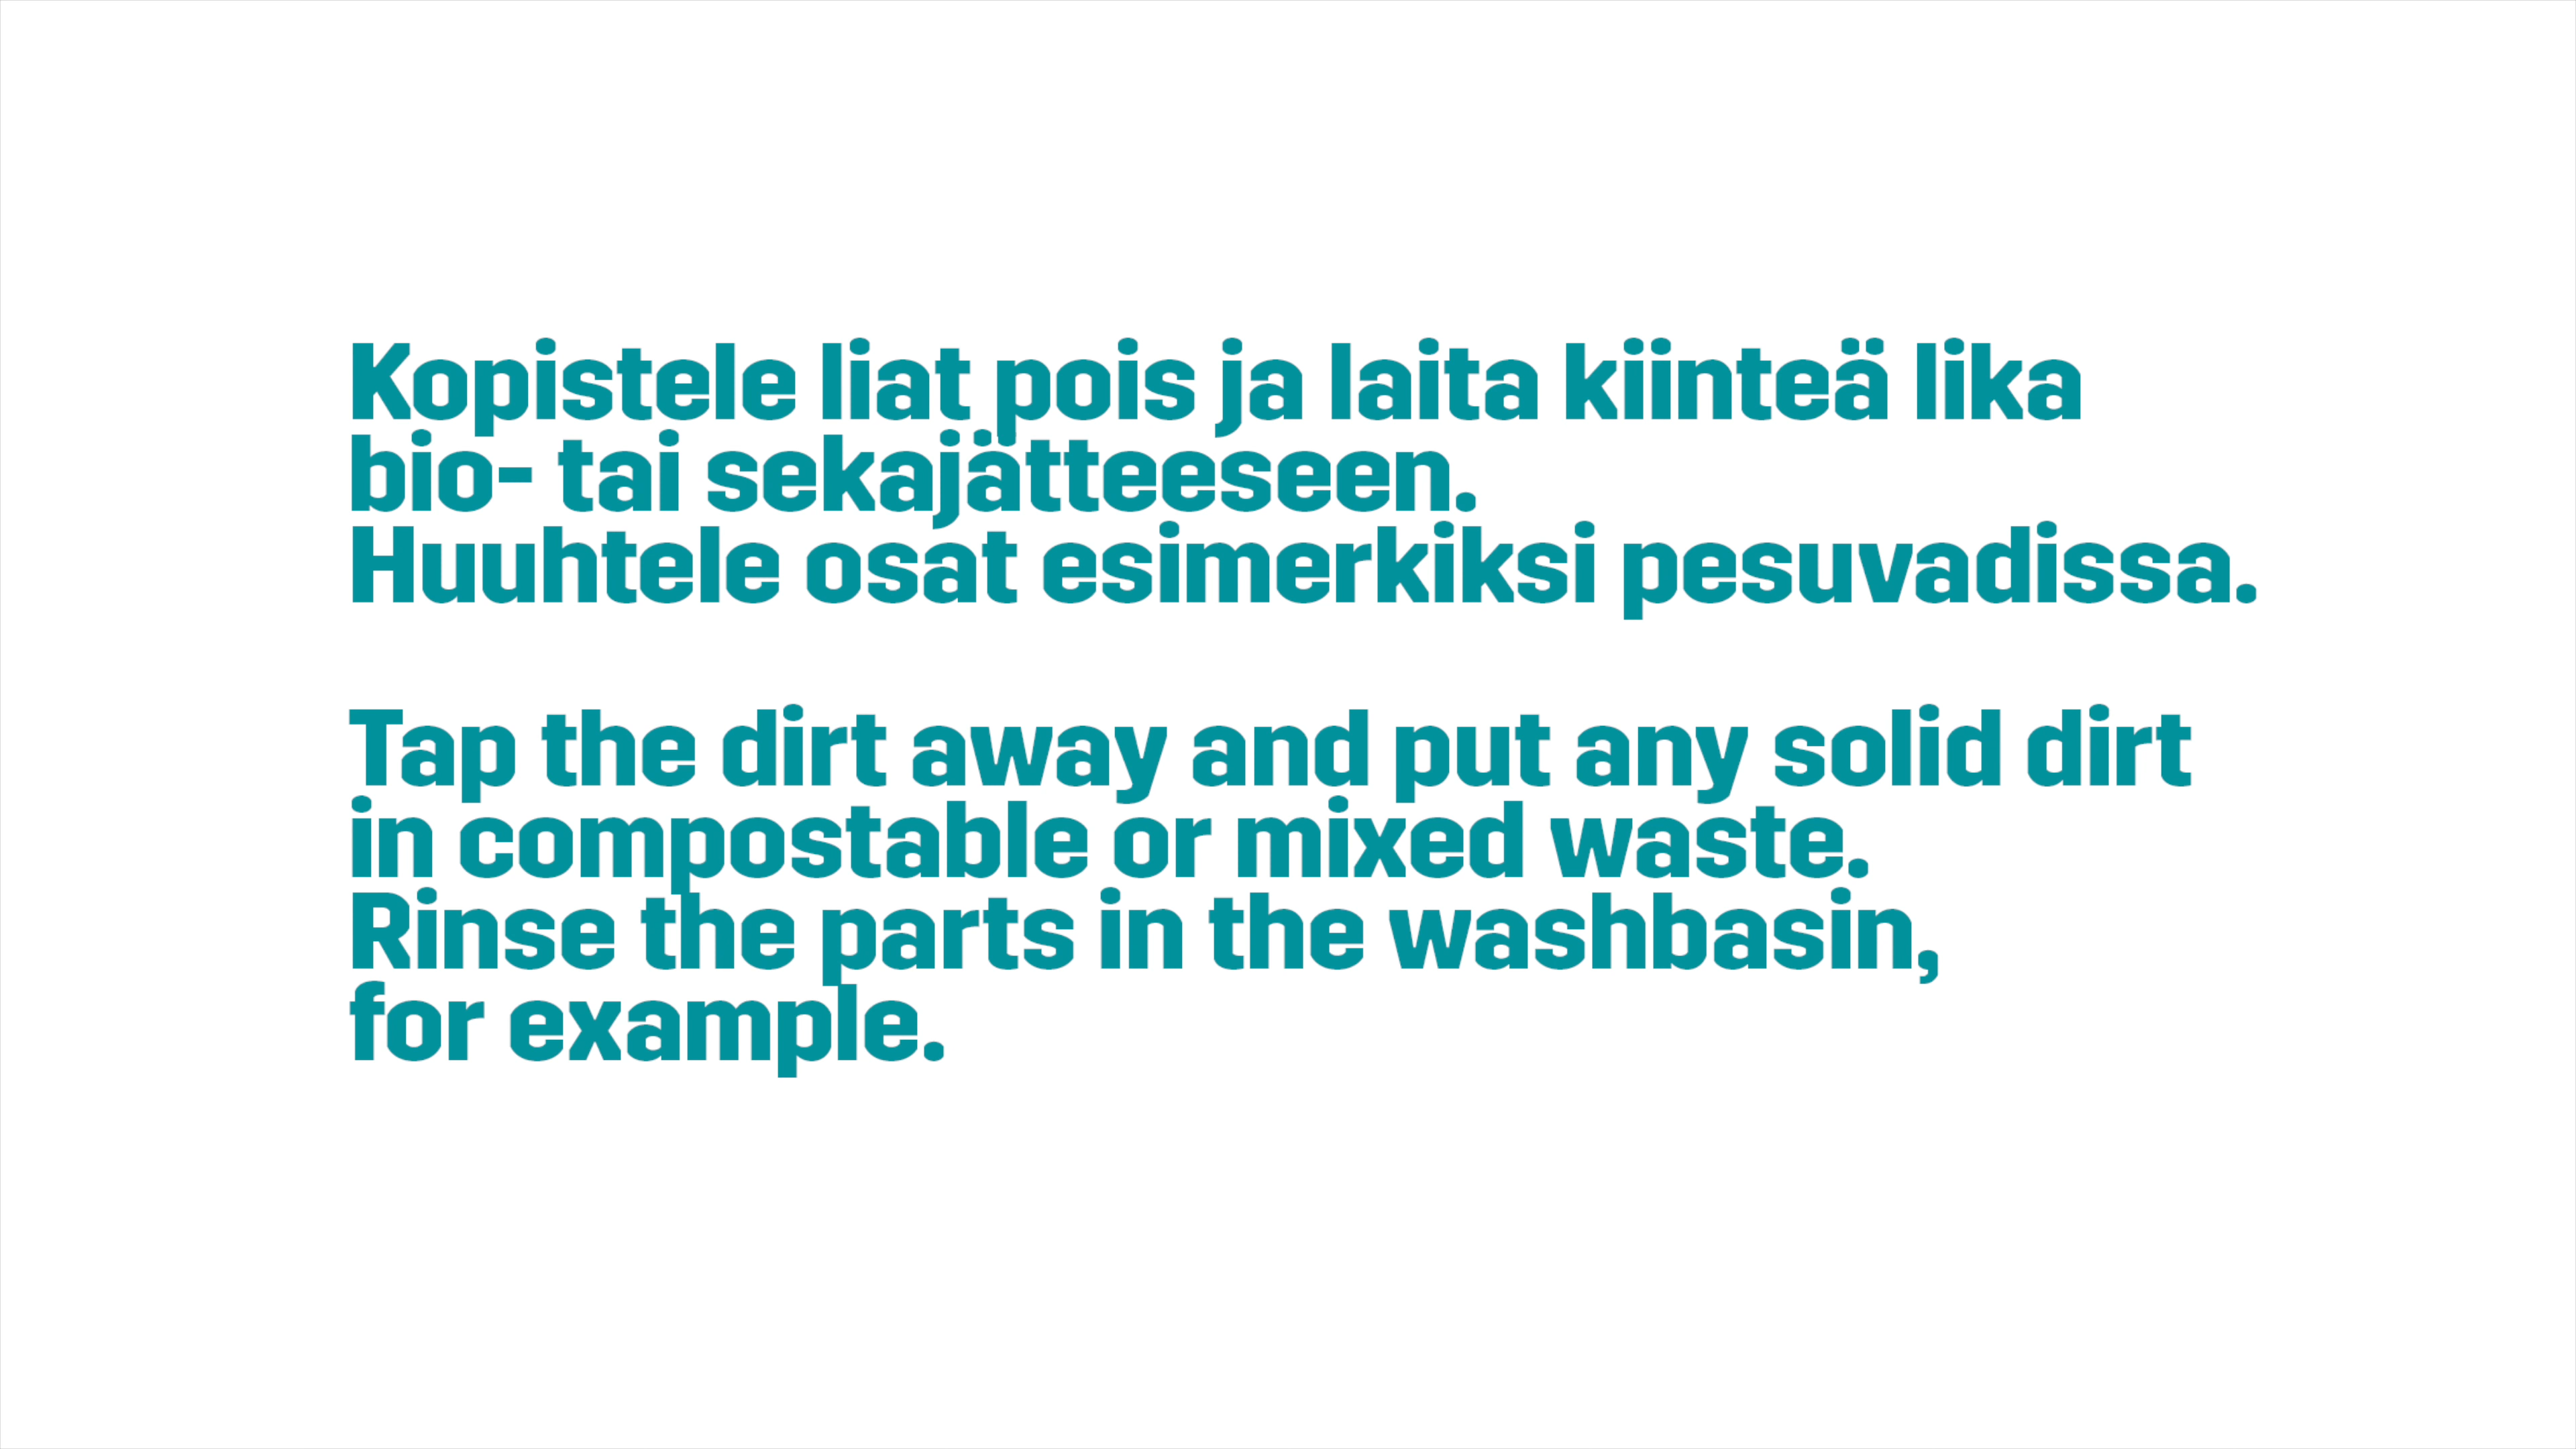 Kopistele liat pois ja laita kiinteä lika
bio- tai sekajätteeseen.
Huuhtele osat esimerkiksi pesuvadissa.
Tap the dirt away and put any solid dirt
in compostable or mixed waste.
Rinse the parts in the washbasin,
for example.